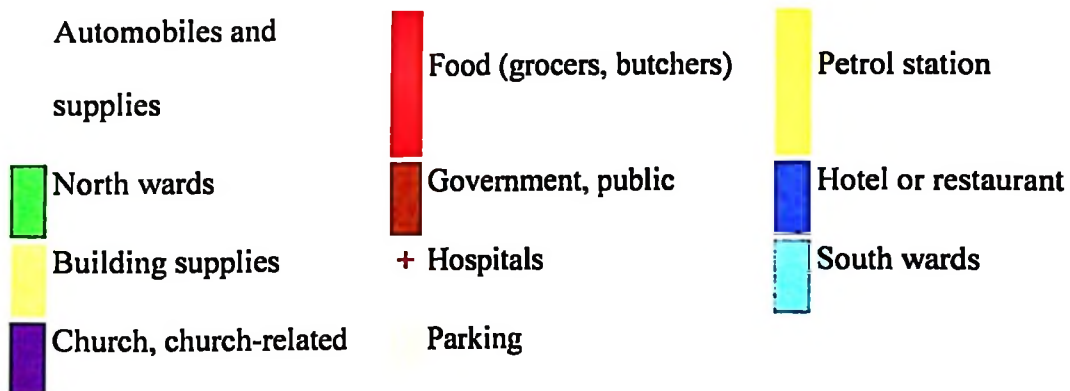 Automobiles and
supplies
North wards
Building supplies
Church, church-related
Food (grocers, butchers)
Government, public
+ Hospitals
Parking
Petrol station
Hotel or restaurant
South wards